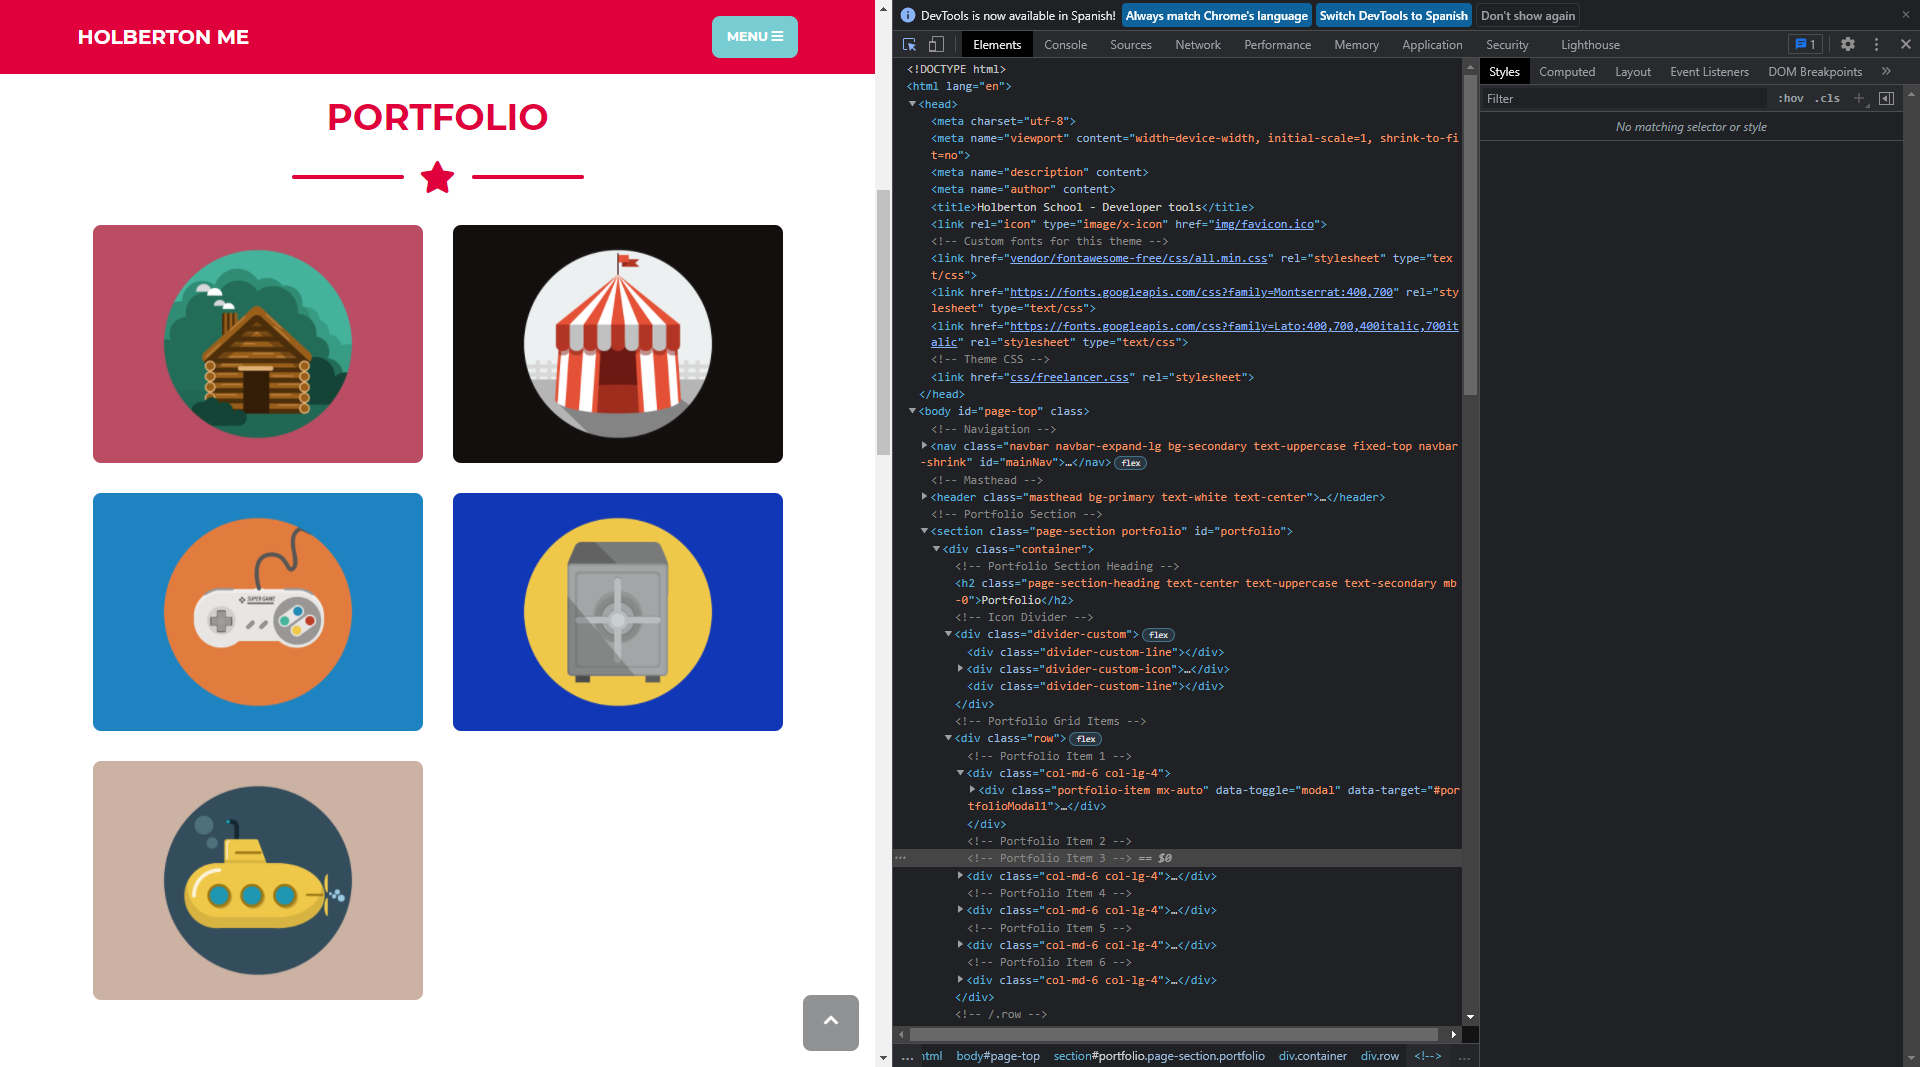 HOLBERTON ME
MENU
PORTFOLIO
SUPER GAME
DevTools is now available in Spanish! Always match Chrome's language Switch DevTools to Spanish Don't show again
Elements Console Sources Network Performance Memory Application Security Lighthouse 1
<!DOCTYPE html>
<html lang="en">
<head>
<meta charset="utf-8">
<meta name="viewport" content="width=device-width, initial-scale=1, shrink-to-fi
t=no">
<meta name="description" content>
<meta name="author" content>
<title>Holberton School - Developer tools</title>
<link rel="icon" type="image/x-icon" href="img/favicon.ico">
<!-- Custom fonts for this theme -->
<link href="vendor/fontawesome-free/css/all.min.css" rel="stylesheet" type="tex
t/css">
<link href="https://fonts.googleapis.com/css?family=Montserrat:400,700" rel="sty
lesheet" type="text/css">
<link href="https://fonts.googleapis.com/css?family=Lato:400,700,400italic,700it
alic" rel="stylesheet" type="text/css">
<!-- Theme CSS -->
<link href="css/freelancer.css" rel="stylesheet">
</head>
<body id="page-top" class>
<!-- Navigation -->
<nav class="navbar navbar-expand-lg bg-secondary text-uppercase fixed-top navbar
-shrink" id="mainNav">…</nav> flex
<!-- Masthead -->
<header class="masthead bg-primary text-white text-center">…</header>
<!-- Portfolio Section -->
<section class="page-section portfolio" id="portfolio">
<div class="container">
<!-- Portfolio Section Heading -->
<h2 class="page-section-heading text-center text-uppercase text-secondary mb
-0">Portfolio</h2>
<!-- Icon Divider -->
<div class="divider-custom"> flex
<div class="divider-custom-line"></div>
<div class="divider-custom-icon">…</div>
<div class="divider-custom-line"></div>
</div>
<!-- Portfolio Grid Items -->
<div class="row"> flex
<!-- Portfolio Item 1 -->
<div class="col-md-6 col-lg-4">
<div class="portfolio-item mx-auto" data-toggle="modal" data-target="#por
tfolioModal1">…</div>
</div>
<!-- Portfolio Item 2 -->
... <!-- Portfolio Item 3 --> == $0
<div class="col-md-6 col-lg-4">…</div>
<!-- Portfolio Item 4 -->
<div class="col-md-6 col-lg-4">…</div>
<!-- Portfolio Item 5 -->
<div class="col-md-6 col-lg-4">…</div>
<!-- Portfolio Item 6 -->
<div class="col-md-6 col-lg-4">…</div>
</div>
<!-- /.row -->
... html body#page-top section#portfolio.page-section.portfolio div.container div.row <!--> ...
Styles Computed Layout Event Listeners DOM Breakpoints »
Filter :hov .cls +
No matching selector or style